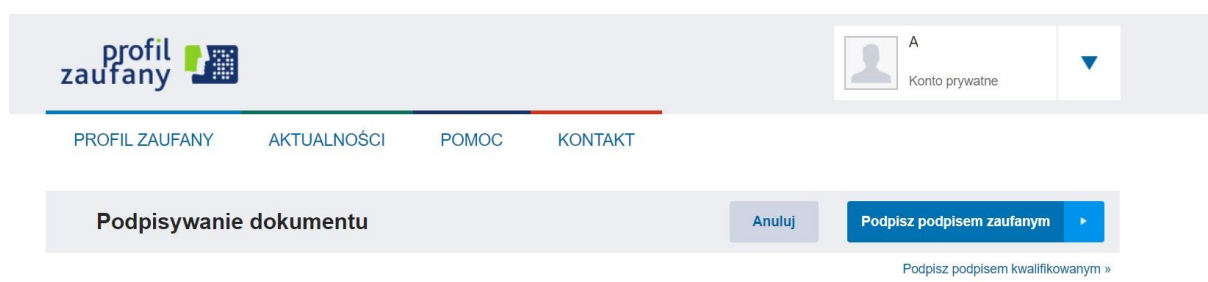 profil
zaufany
A
Konto prywatne
PROFIL ZAUFANY AKTUALNOŚCI POMOC KONTAKT
Podpisywanie dokumentu
Anuluj
Podpisz podpisem zaufanym
Podpisz podpisem kwalifikowanym »